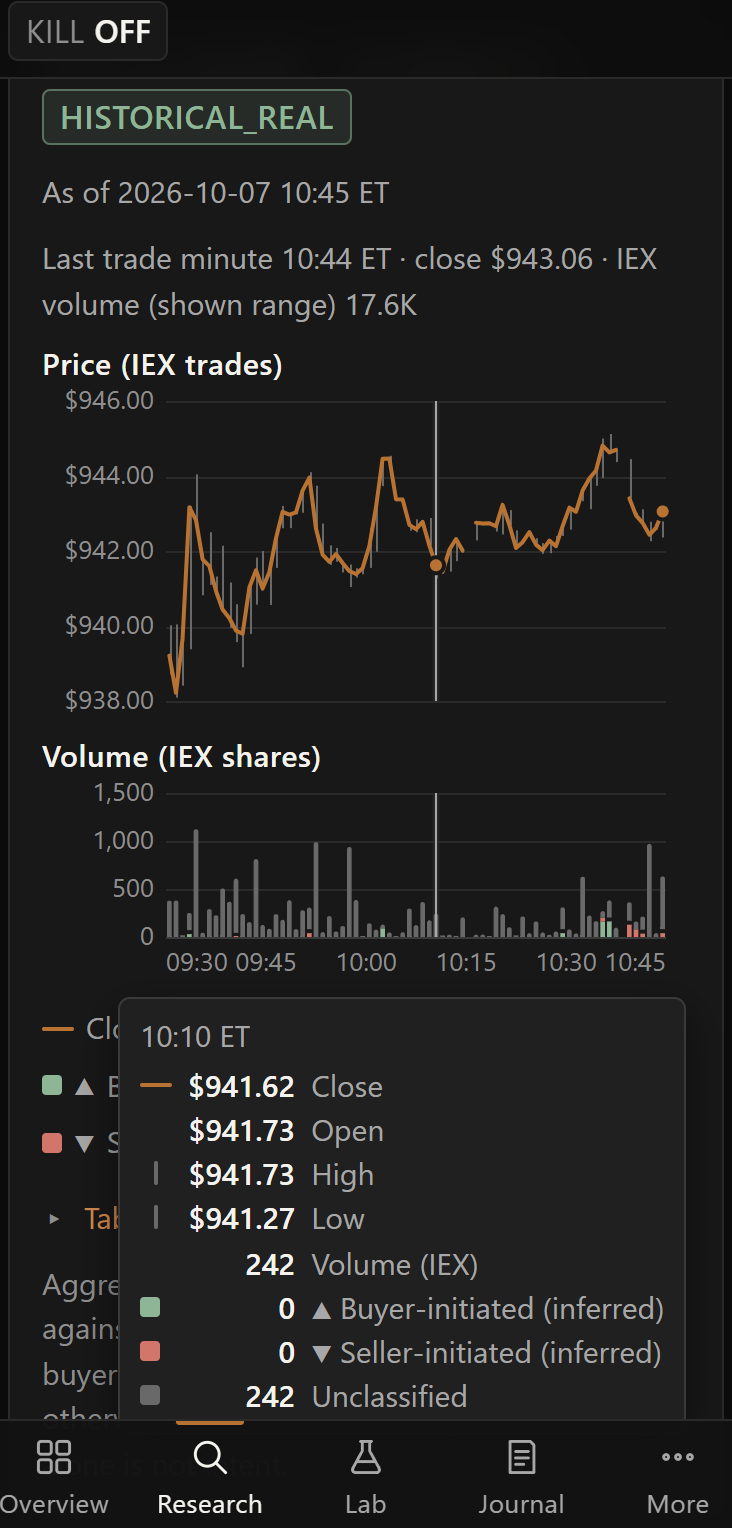 KILL OFF
HISTORICAL_REAL
As of 2026-10-07 10:45 ET
Last trade minute 10:44 ET · close $943.06 · IEX
volume (shown range) 17.6K
Price (IEX trades)
$946.00
$944.00
$942.00
$940.00
$938.00
Volume (IEX shares)
1,500
1,000
500
0
09:30 09:45 10:00 10:15 10:30 10:45
10:10 ET
$941.62 Close
$941.73 Open
$941.73 High
$941.27 Low
242 Volume (IEX)
0 ▲ Buyer-initiated (inferred)
0 ▼ Seller-initiated (inferred)
242 Unclassified
Overview Research Lab Journal More